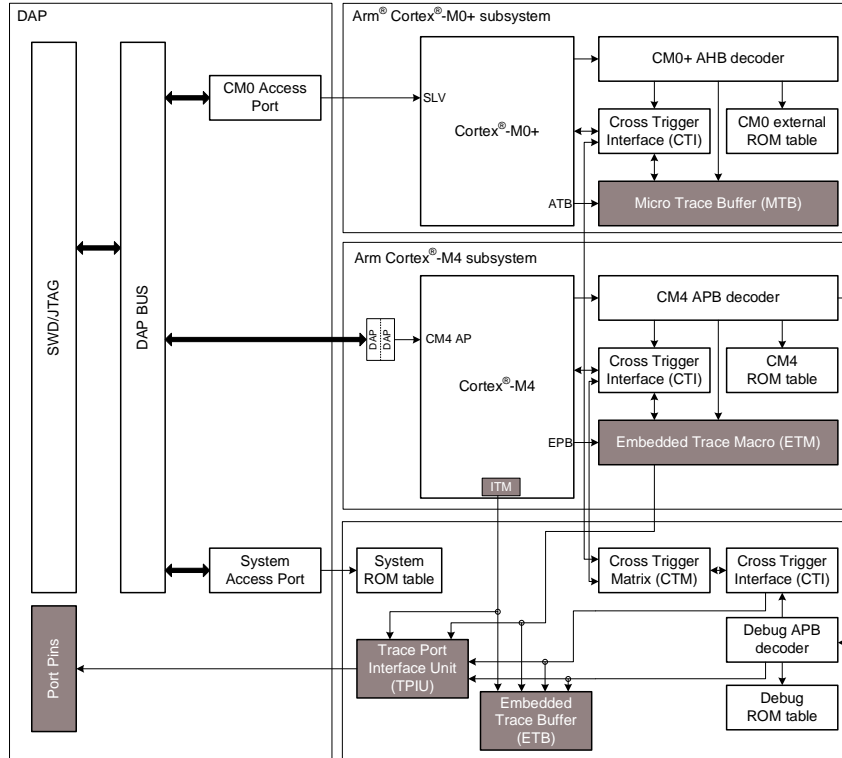 DAP
SWD/JTAG
DAP BUS
Port Pins
CM0 Access
Port
System
Access Port
Arm® Cortex®-M0+ subsystem
SLV
Cortex®-M0+
ATB
CM0+ AHB decoder
Cross Trigger
Interface (CTI)
CM0 external
ROM table
Micro Trace Buffer (MTB)
Arm Cortex®-M4 subsystem
DAP
DAP
CM4 AP
Cortex®-M4
EPB
ITM
CM4 APB decoder
Cross Trigger
Interface (CTI)
CM4
ROM table
Embedded Trace Macro (ETM)
System
ROM table
Cross Trigger
Matrix (CTM)
Cross Trigger
Interface (CTI)
Trace Port
Interface Unit
(TPIU)
Debug APB
decoder
Embedded
Trace Buffer
(ETB)
Debug
ROM table